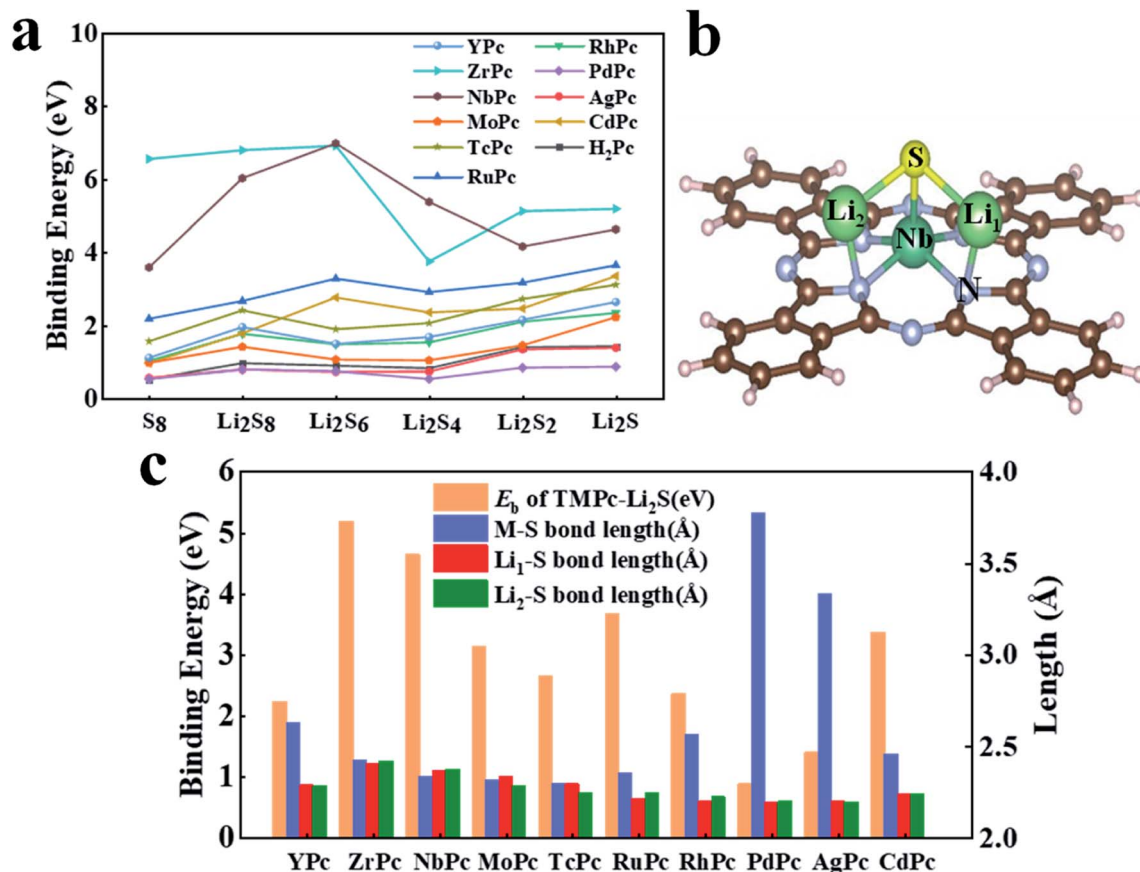 a
10
8
6
4
2
0
Binding Energy (eV)
YPc
ZrPc
NbPc
MoPc
TcPc
RuPc
RhPc
PdPc
AgPc
CdPc
H₂Pc
S₈ Li₂S₈ Li₂S₆ Li₂S₄ Li₂S₂ Li₂S
b
S
Li₂
Li₁
Nb
N
c
6
5
4
3
2
1
0
Binding Energy (eV)
E_b of TMPc-Li₂S(eV)
M-S bond length(Å)
Li₁-S bond length(Å)
Li₂-S bond length(Å)
4.0
3.5
3.0
2.5
2.0
Length (Å)
YPc ZrPc NbPc MoPc TcPc RuPc RhPc PdPc AgPc CdPc